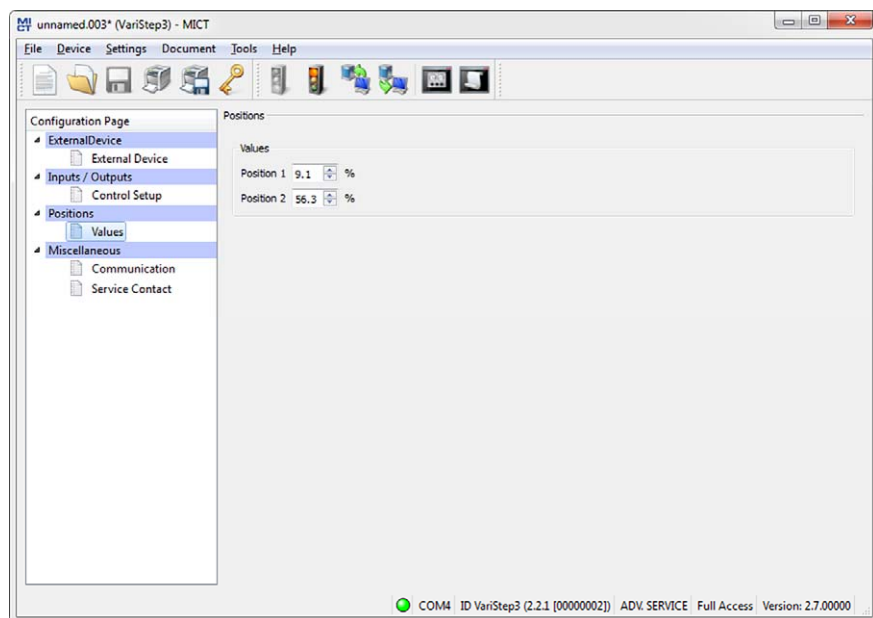 MICT unnamed.003* (VariStep3) - MICT
File Device Settings Document Tools Help
Configuration Page
ExternalDevice
External Device
Inputs / Outputs
Control Setup
Positions
Values
Miscellaneous
Communication
Service Contact
Positions
Values
Position 1 9.1 %
Position 2 56.3 %
COM4 ID VariStep3 (2.2.1 [00000002]) ADV. SERVICE Full Access Version: 2.7.00000